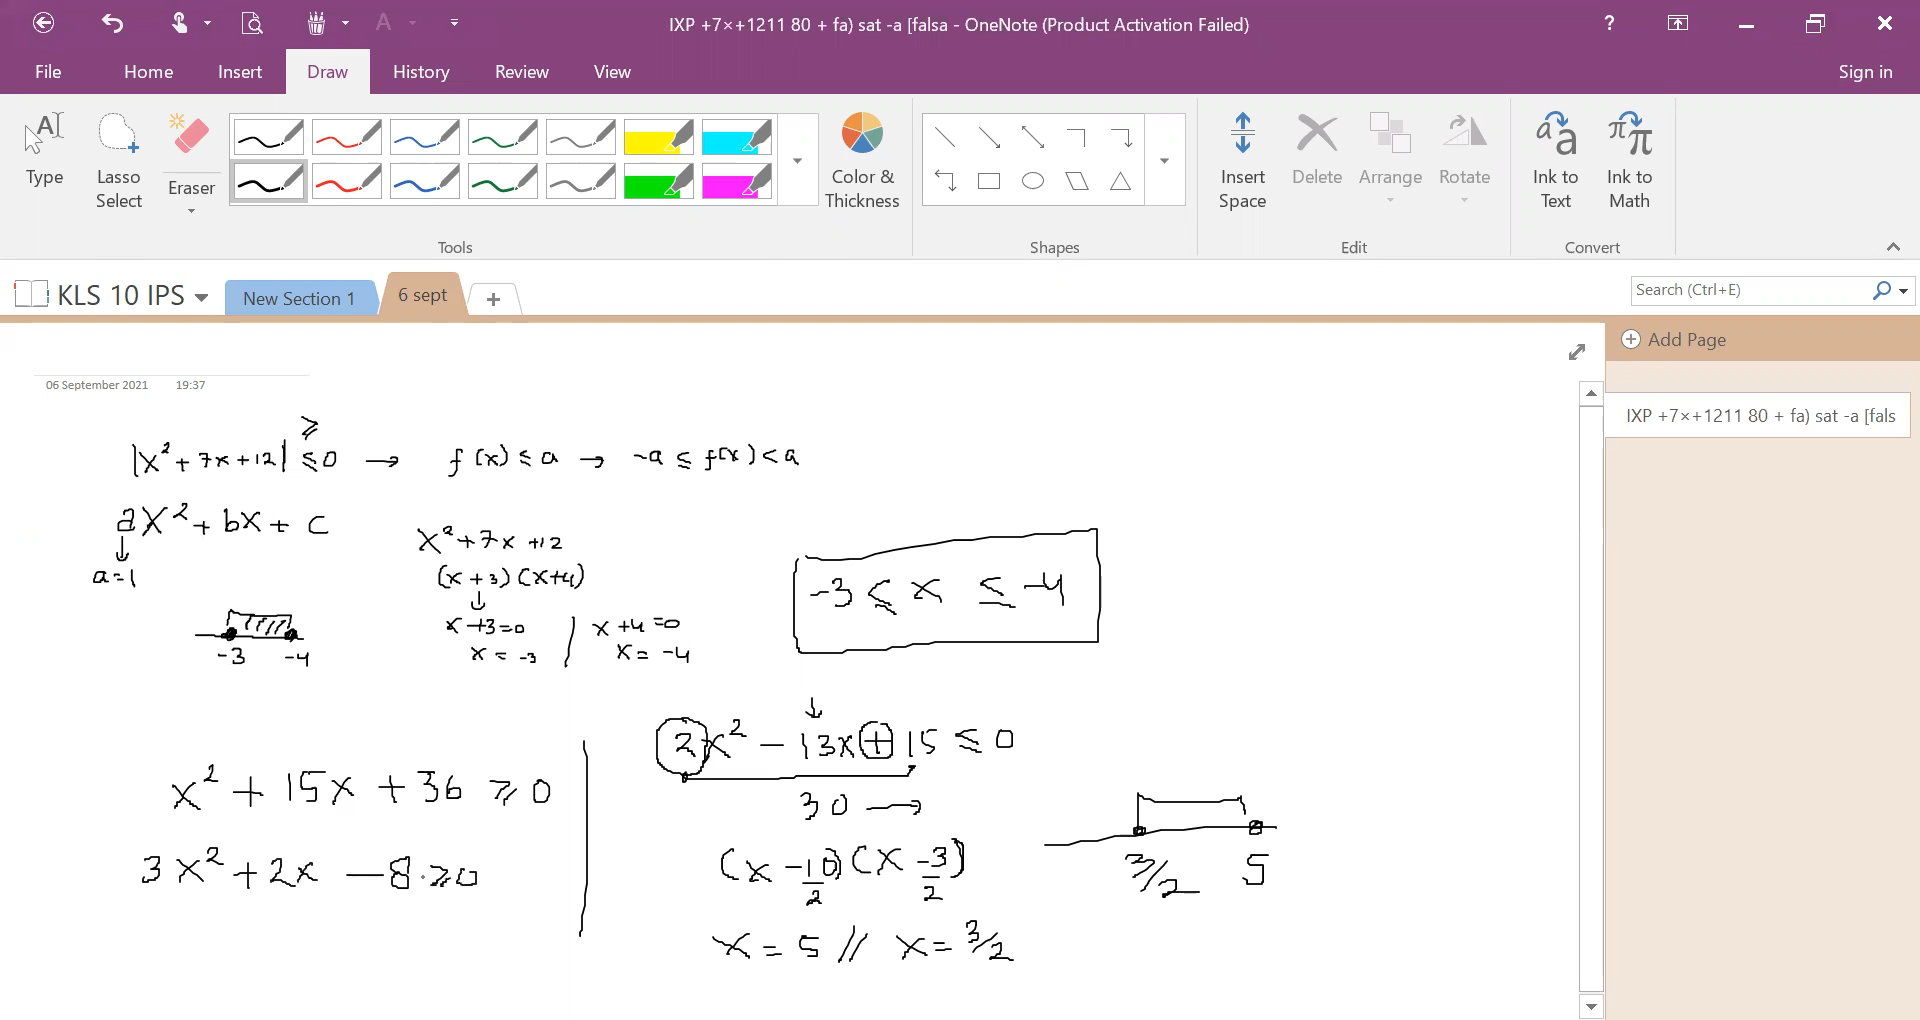 IXP +7×+1211 80 + fa) sat -a [falsa - OneNote (Product Activation Failed)
?
File Home Insert Draw History Review View Sign in
Type
Lasso Select
Eraser
Color & Thickness
Insert Space
Delete
Arrange
Rotate
Ink to Text
Ink to Math
Tools Shapes Edit Convert
KLS 10 IPS New Section 1 6 sept + Search (Ctrl+E)
Add Page
IXP +7×+1211 80 + fa) sat -a [fals
06 September 2021 19:37
≥
|x² + 7x + 12| ≤ 0 → f(x) ≤ a → -a ≤ f(x) < a
ax² + bx + c
↓
a = 1
x² + 7x + 12
(x + 3) (x + 4)
↓
x + 3 = 0 / x + 4 = 0
x = -3 x = -4
-3 -4
-3 ≤ x ≤ -4
x² + 15x + 36 ≥ 0
3x² + 2x - 8 ≥ 0
↓
2x² - 13x + 15 ≤ 0
30 →
(x - 10/2) (x - 3/2)
x = 5 // x = 3/2
3/2 5